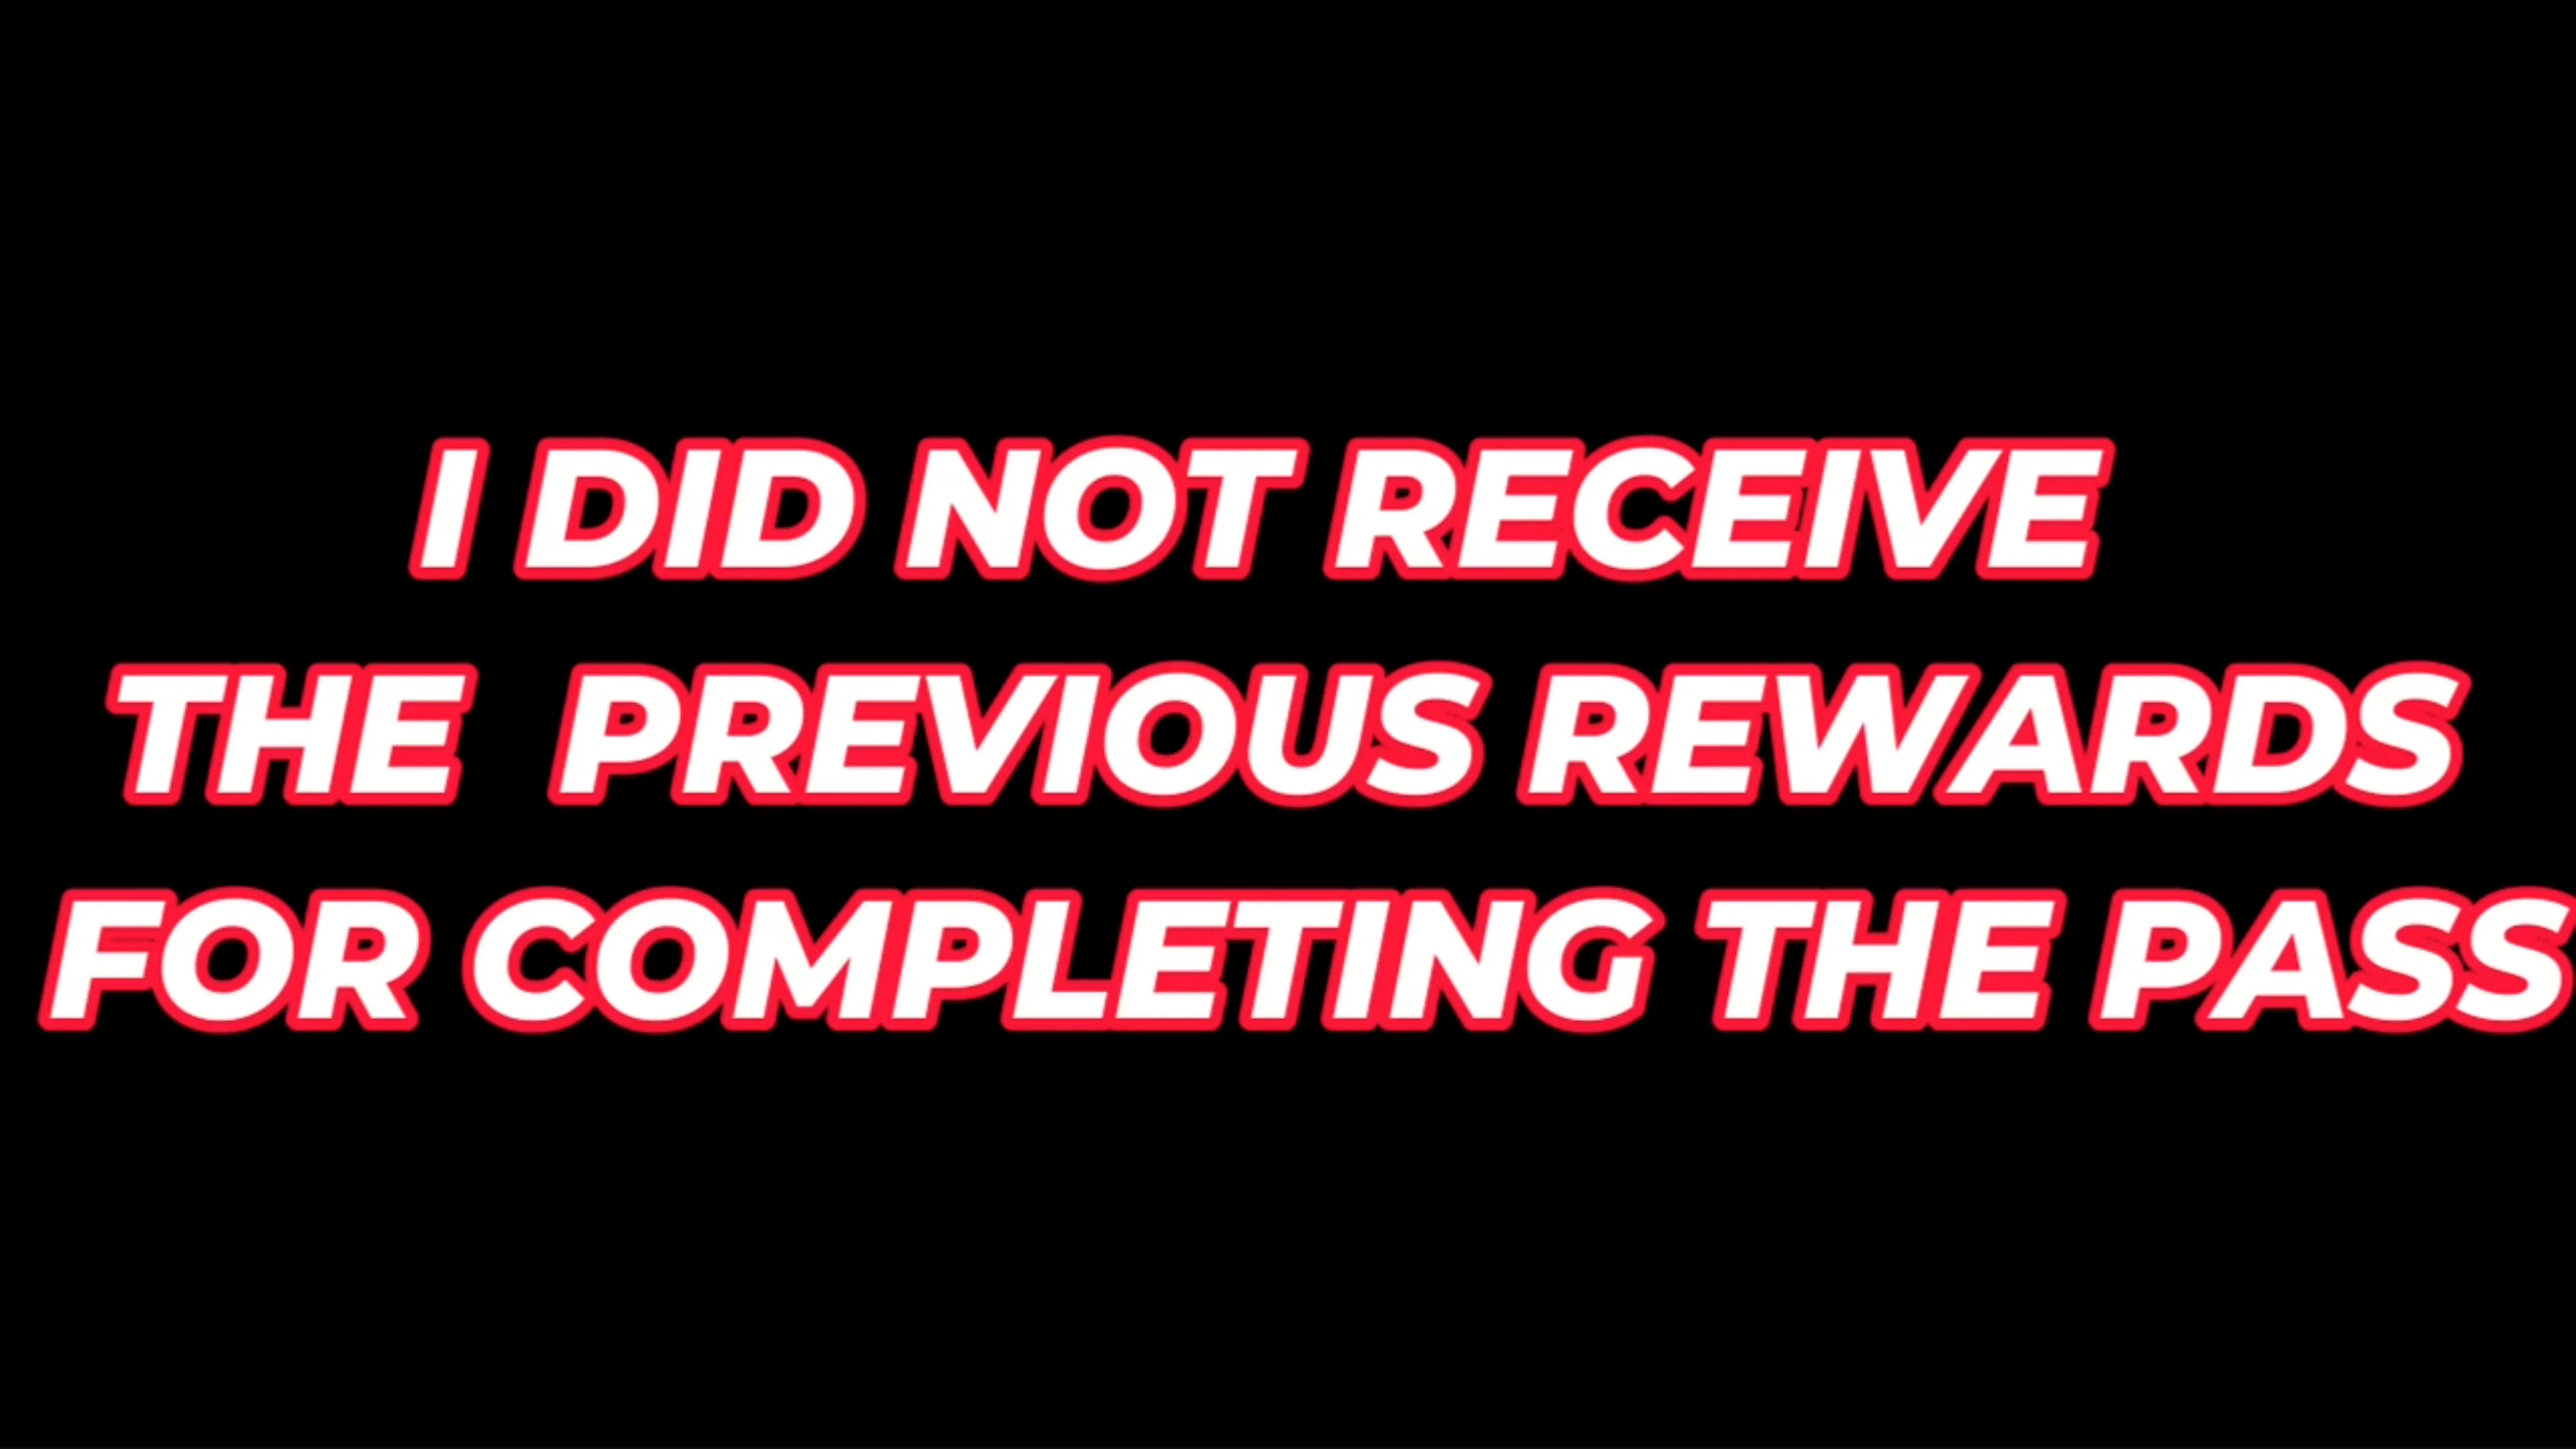 I DID NOT RECEIVE
THE  PREVIOUS REWARDS
FOR COMPLETING THE PASS